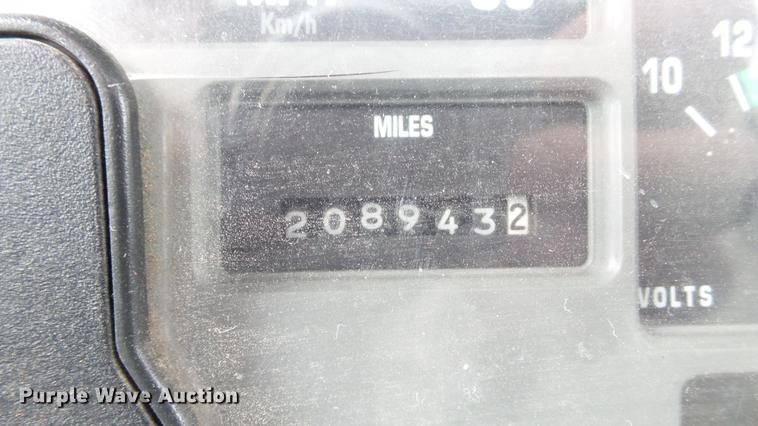 Km/h
10 12
MILES
2089432
VOLTS
Purple Wave Auction